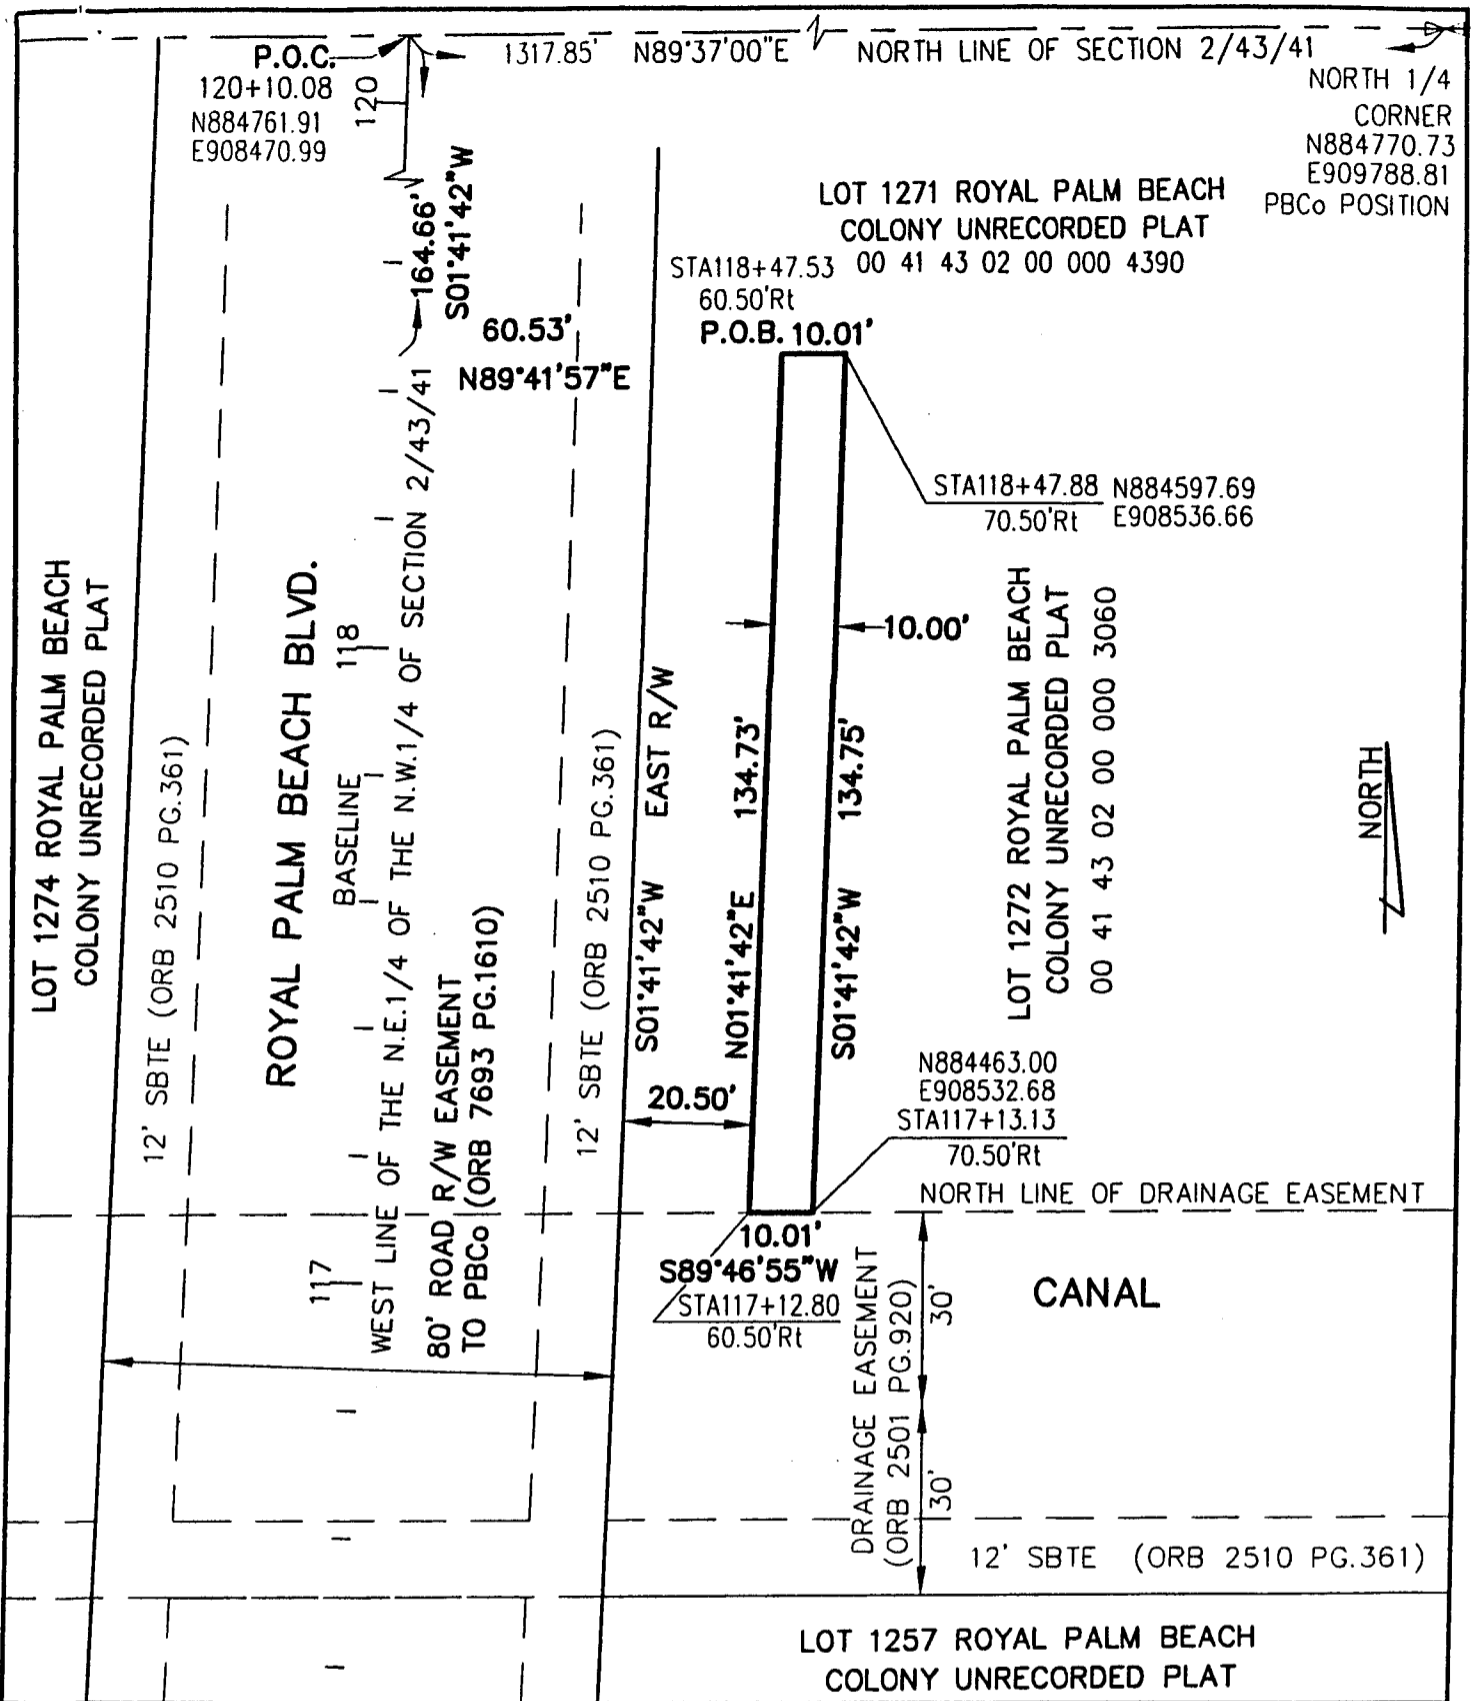 1317.85' N89°37'00"E NORTH LINE OF SECTION 2/43/41
P.O.C.
120+10.08
N884761.91
E908470.99
120
NORTH 1/4
CORNER
N884770.73
E909788.81
PBCo POSITION
164.66'
S01°41'42"W
LOT 1271 ROYAL PALM BEACH
COLONY UNRECORDED PLAT
00 41 43 02 00 000 4390
STA118+47.53
60.50'Rt
P.O.B. 10.01'
60.53'
N89°41'57"E
STA118+47.88 N884597.69
70.50'Rt E908536.66
LOT 1274 ROYAL PALM BEACH
COLONY UNRECORDED PLAT
12' SBTE (ORB 2510 PG.361)
ROYAL PALM BEACH BLVD.
118
BASELINE
117
WEST LINE OF THE N.E.1/4 OF THE N.W.1/4 OF SECTION 2/43/41
80' ROAD R/W EASEMENT
TO PBCo (ORB 7693 PG.1610)
12' SBTE (ORB 2510 PG.361)
S01°41'42"W EAST R/W
N01°41'42"E 134.73'
S01°41'42"W 134.75'
10.00'
LOT 1272 ROYAL PALM BEACH
COLONY UNRECORDED PLAT
00 41 43 02 00 000 3060
NORTH
20.50'
N884463.00
E908532.68
STA117+13.13
70.50'Rt
NORTH LINE OF DRAINAGE EASEMENT
10.01'
S89°46'55"W
STA117+12.80
60.50'Rt
DRAINAGE EASEMENT
(ORB 2501 PG.920)
30'
30'
CANAL
12' SBTE (ORB 2510 PG.361)
LOT 1257 ROYAL PALM BEACH
COLONY UNRECORDED PLAT